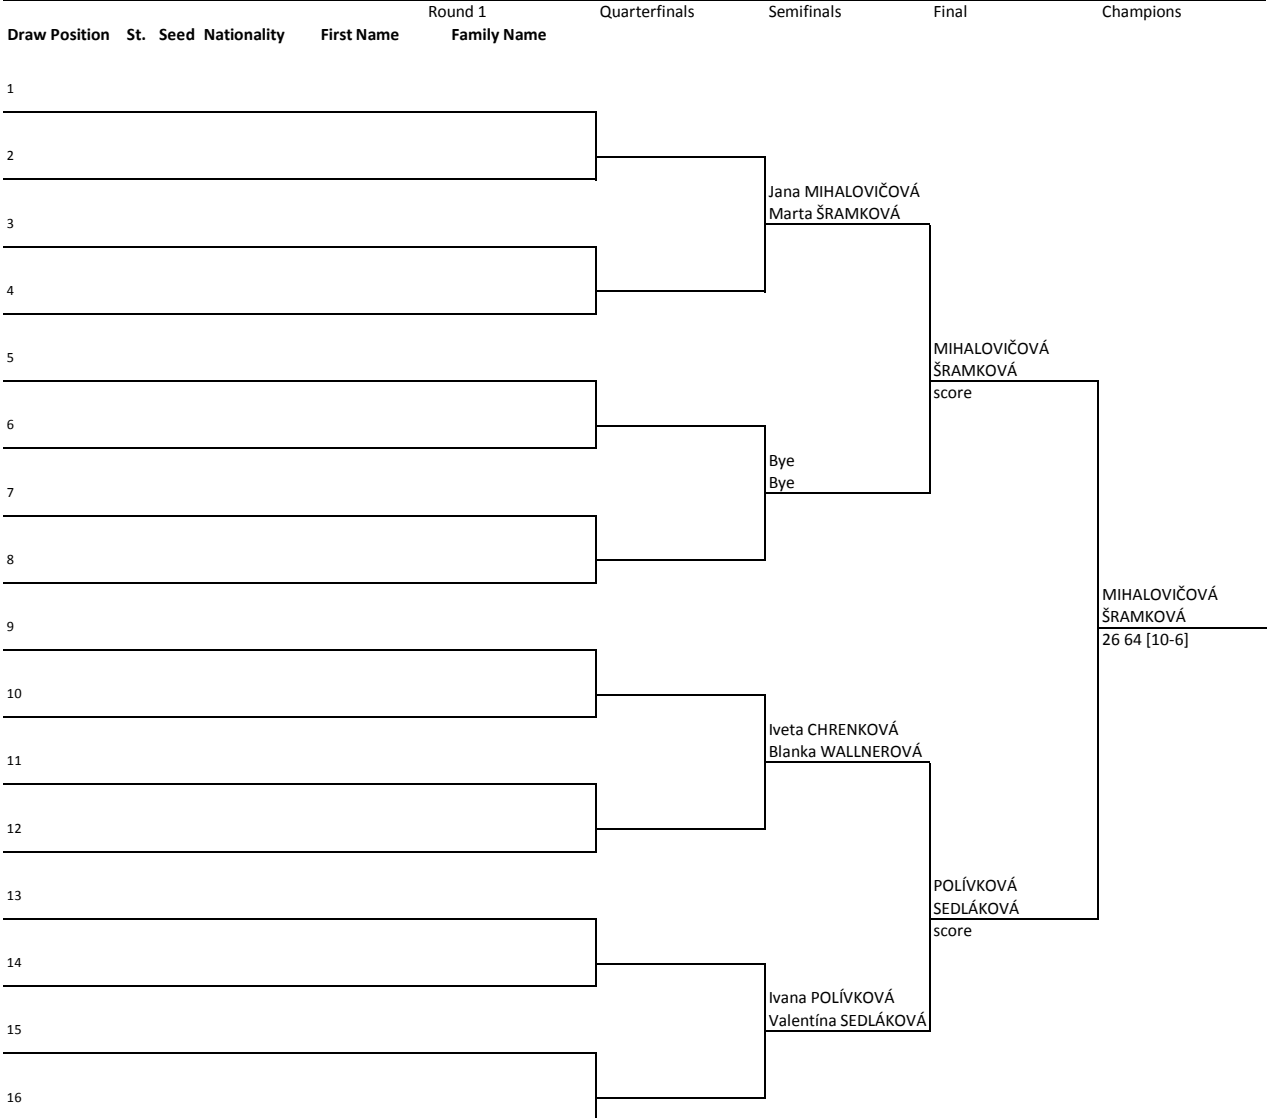 Round 1 Quarterfinals Semifinals Final Champions
Draw Position St. Seed Nationality First Name Family Name
1
2
Jana MIHALOVIČOVÁ
Marta ŠRAMKOVÁ
3
4
MIHALOVIČOVÁ
5
ŠRAMKOVÁ
score
6
Bye
Bye
7
8
MIHALOVIČOVÁ
ŠRAMKOVÁ
9
26 64 [10-6]
10
Iveta CHRENKOVÁ
Blanka WALLNEROVÁ
11
12
POLÍVKOVÁ
13
SEDLÁKOVÁ
score
14
Ivana POLÍVKOVÁ
Valentína SEDLÁKOVÁ
15
16